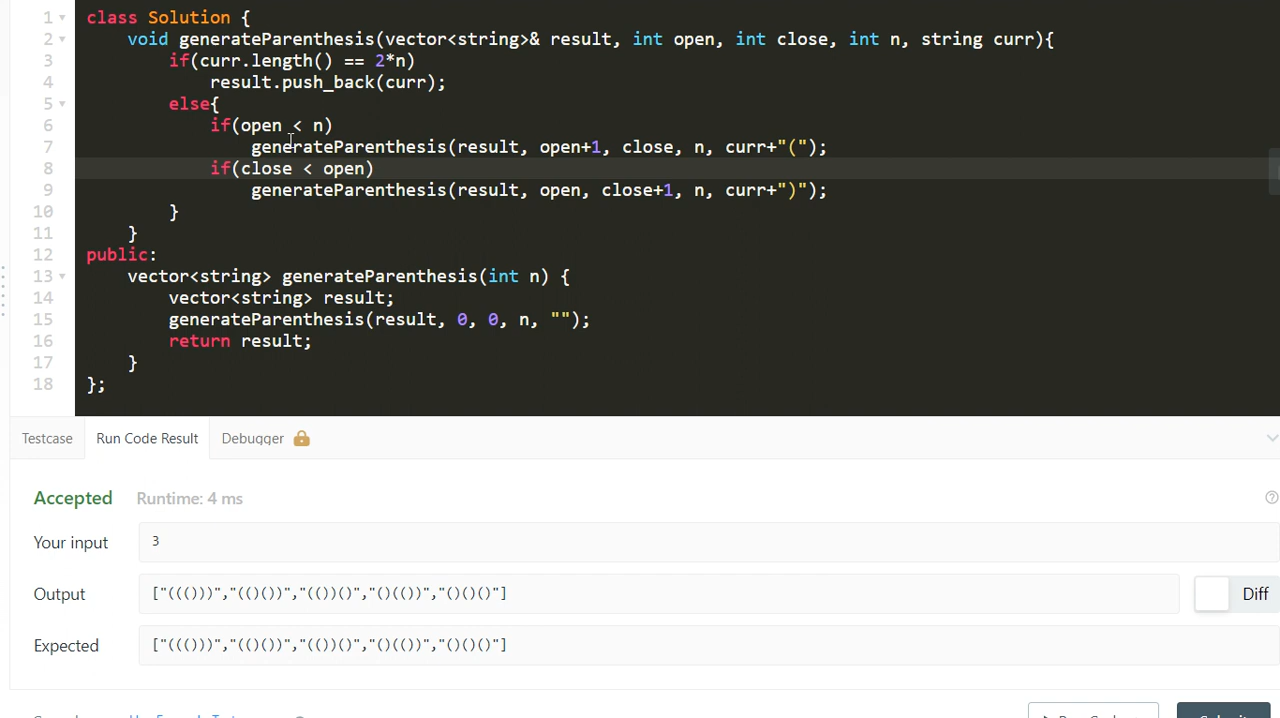 1 class Solution {
2 void generateParenthesis(vector<string>& result, int open, int close, int n, string curr){
3 if(curr.length() == 2*n)
4 result.push_back(curr);
5 else{
6 if(open < n)
7 generateParenthesis(result, open+1, close, n, curr+"(");
8 if(close < open)
9 generateParenthesis(result, open, close+1, n, curr+")");
10 }
11 }
12 public:
13 vector<string> generateParenthesis(int n) {
14 vector<string> result;
15 generateParenthesis(result, 0, 0, n, "");
16 return result;
17 }
18 };
Testcase Run Code Result Debugger
Accepted Runtime: 4 ms
Your input 3
Output ["((()))","(()())","(())()","()(())","()()()"] Diff
Expected ["((()))","(()())","(())()","()(())","()()()"]